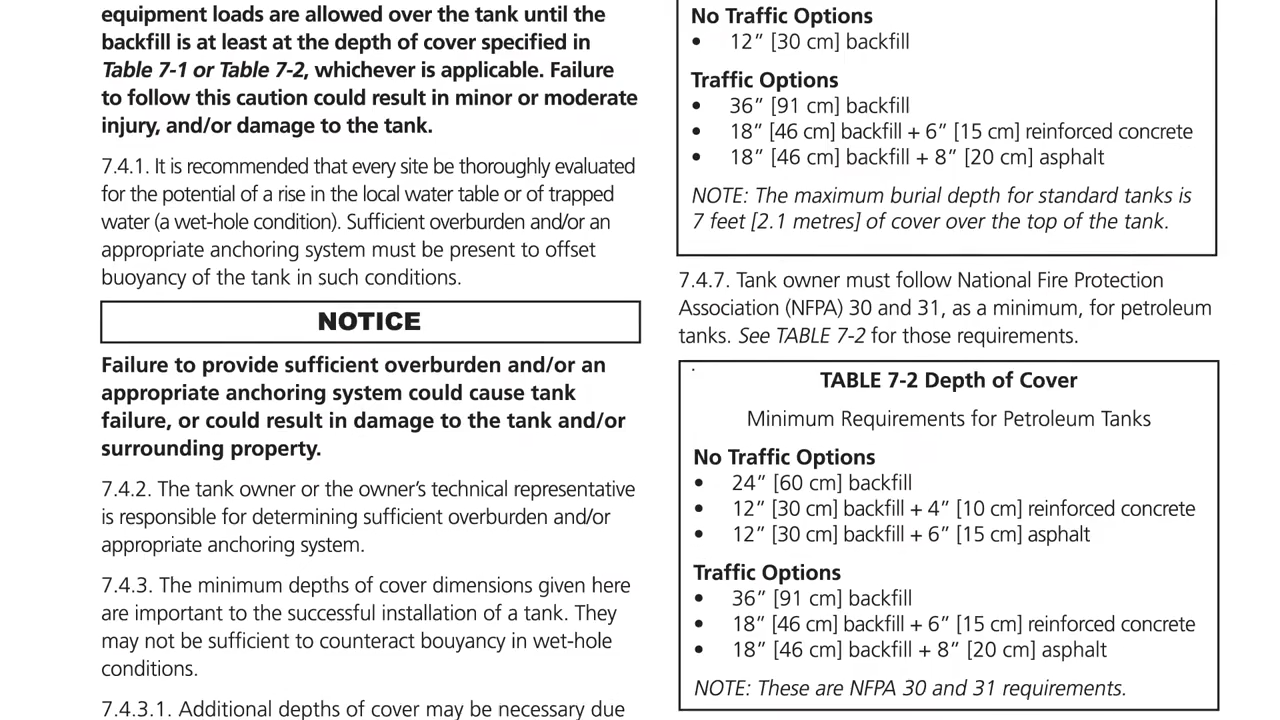 equipment loads are allowed over the tank until the
backfill is at least at the depth of cover specified in
Table 7-1 or Table 7-2, whichever is applicable. Failure
to follow this caution could result in minor or moderate
injury, and/or damage to the tank.
7.4.1. It is recommended that every site be thoroughly evaluated
for the potential of a rise in the local water table or of trapped
water (a wet-hole condition). Sufficient overburden and/or an
appropriate anchoring system must be present to offset
buoyancy of the tank in such conditions.
NOTICE
Failure to provide sufficient overburden and/or an
appropriate anchoring system could cause tank
failure, or could result in damage to the tank and/or
surrounding property.
7.4.2. The tank owner or the owner’s technical representative
is responsible for determining sufficient overburden and/or
appropriate anchoring system.
7.4.3. The minimum depths of cover dimensions given here
are important to the successful installation of a tank. They
may not be sufficient to counteract bouyancy in wet-hole
conditions.
7.4.3.1. Additional depths of cover may be necessary due
No Traffic Options
• 12” [30 cm] backfill
Traffic Options
• 36” [91 cm] backfill
• 18” [46 cm] backfill + 6” [15 cm] reinforced concrete
• 18” [46 cm] backfill + 8” [20 cm] asphalt
NOTE: The maximum burial depth for standard tanks is
7 feet [2.1 metres] of cover over the top of the tank.
7.4.7. Tank owner must follow National Fire Protection
Association (NFPA) 30 and 31, as a minimum, for petroleum
tanks. See TABLE 7-2 for those requirements.
TABLE 7-2 Depth of Cover
Minimum Requirements for Petroleum Tanks
No Traffic Options
• 24” [60 cm] backfill
• 12” [30 cm] backfill + 4” [10 cm] reinforced concrete
• 12” [30 cm] backfill + 6” [15 cm] asphalt
Traffic Options
• 36” [91 cm] backfill
• 18” [46 cm] backfill + 6” [15 cm] reinforced concrete
• 18” [46 cm] backfill + 8” [20 cm] asphalt
NOTE: These are NFPA 30 and 31 requirements.